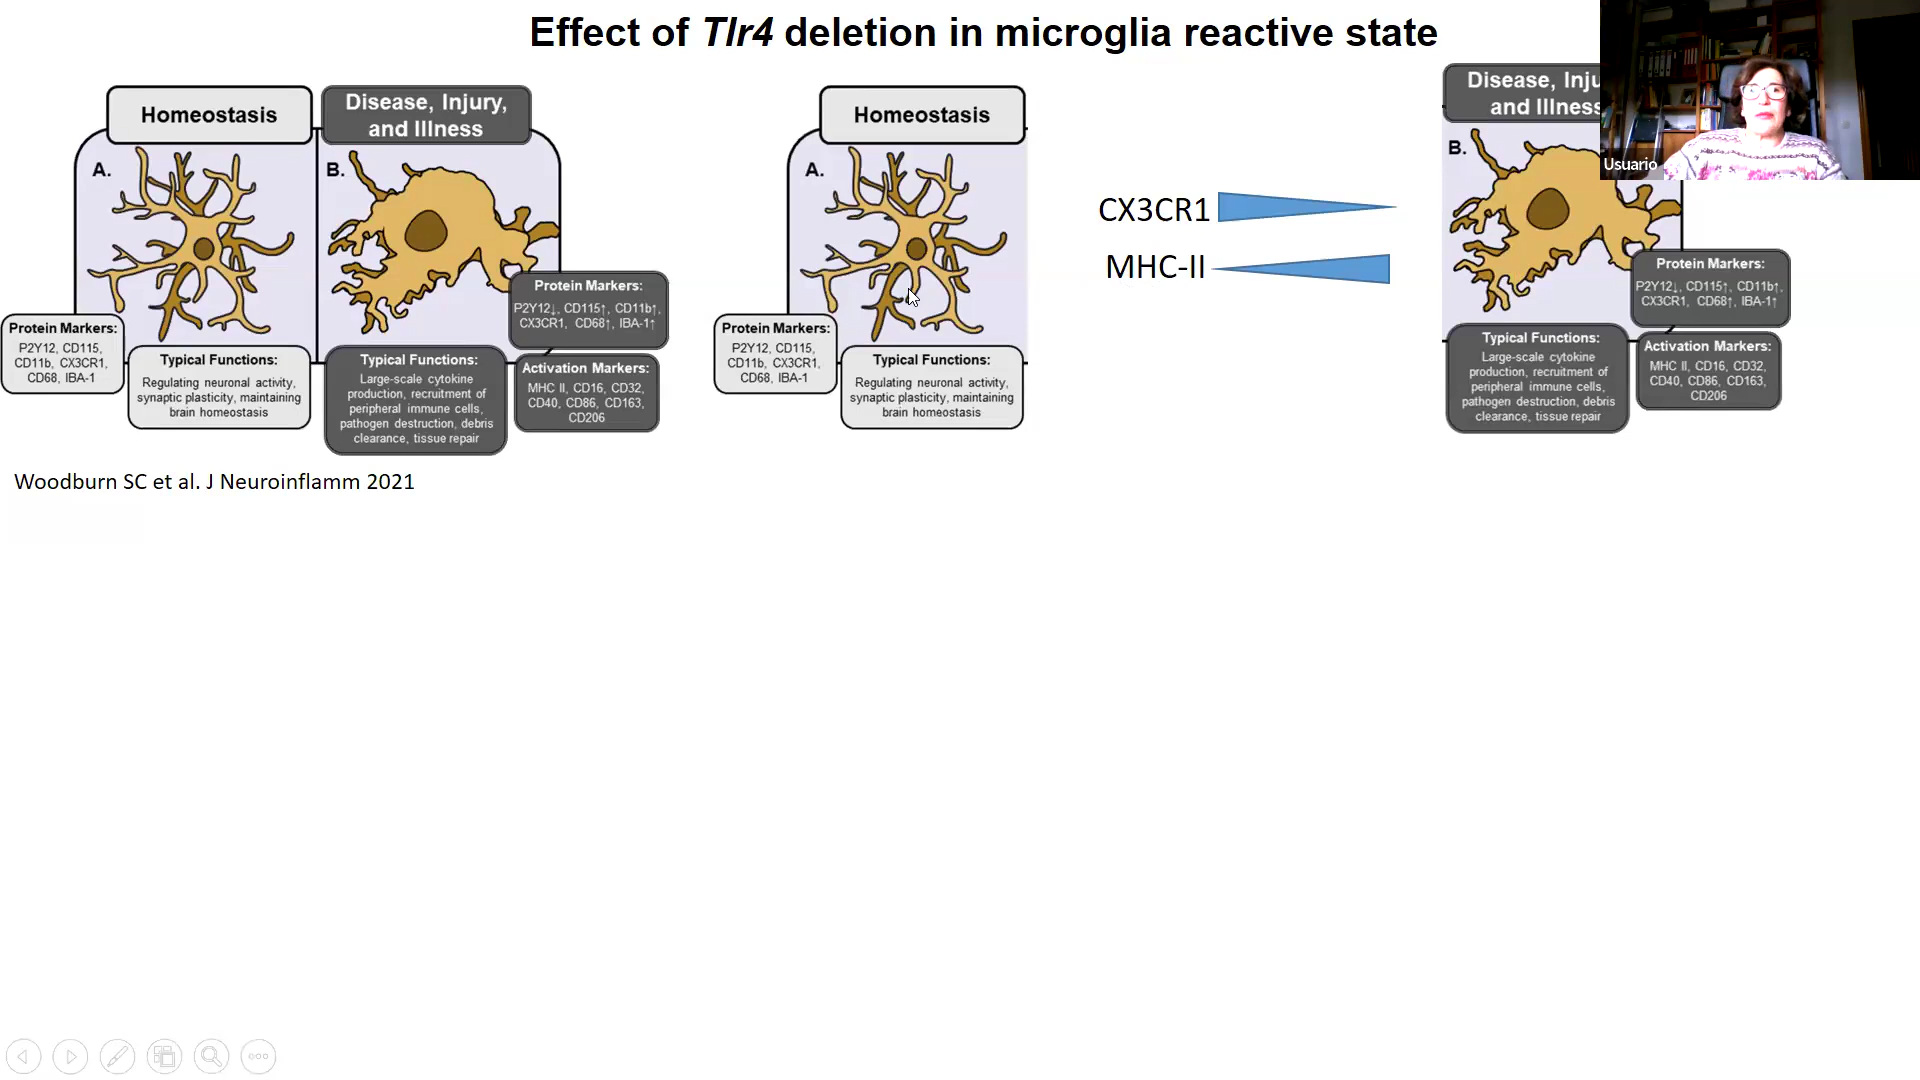 Effect of Tlr4 deletion in microglia reactive state
Homeostasis
Disease, Injury,
and Illness
A.
B.
Protein Markers:
P2Y12, CD115,
CD11b, CX3CR1,
CD68, IBA-1
Typical Functions:
Regulating neuronal activity,
synaptic plasticity, maintaining
brain homeostasis
Protein Markers:
P2Y12↓, CD115↑, CD11b↑,
CX3CR1, CD68↑, IBA-1↑
Typical Functions:
Large-scale cytokine
production, recruitment of
peripheral immune cells,
pathogen destruction, debris
clearance, tissue repair
Activation Markers:
MHC II, CD16, CD32,
CD40, CD86, CD163,
CD206
Woodburn SC et al. J Neuroinflamm 2021
Homeostasis
A.
Protein Markers:
P2Y12, CD115,
CD11b, CX3CR1,
CD68, IBA-1
Typical Functions:
Regulating neuronal activity,
synaptic plasticity, maintaining
brain homeostasis
CX3CR1
MHC-II
Disease, Inju
and Illness
B.
Protein Markers:
P2Y12↓, CD115↑, CD11b↑,
CX3CR1, CD68↑, IBA-1↑
Typical Functions:
Large-scale cytokine
production, recruitment of
peripheral immune cells,
pathogen destruction, debris
clearance, tissue repair
Activation Markers:
MHC II, CD16, CD32,
CD40, CD86, CD163,
CD206
Usuario